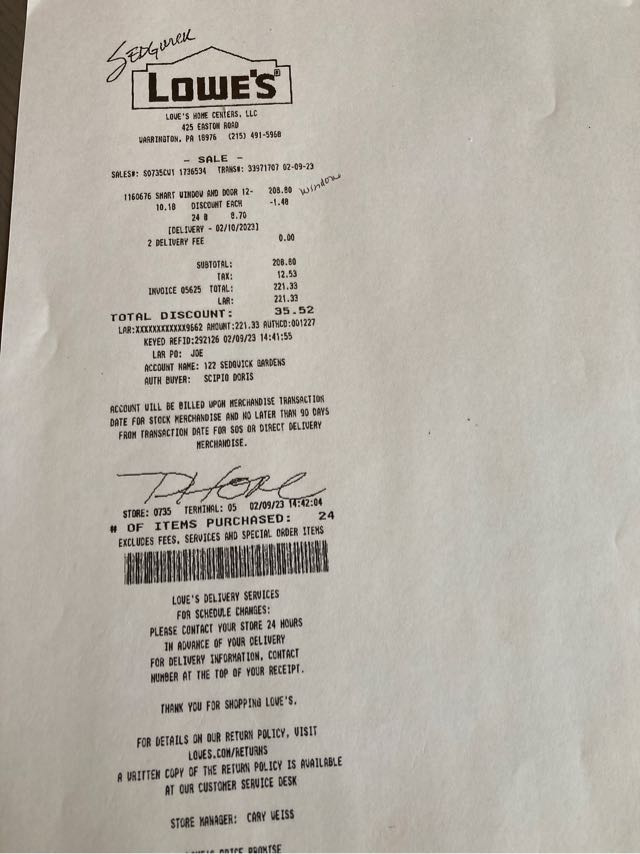 SEDGWICK
LOWE'S®
LOWE'S HOME CENTERS, LLC
425 EASTON ROAD
WARRINGTON, PA 18976 (215) 491-5968
- SALE -
SALES#: S0735CW1 1736534 TRANS#: 33971707 02-09-23
1160676 SMART WINDOW AND DOOR 12- 208.80 window
10.18 DISCOUNT EACH -1.48
24 @ 8.70
[DELIVERY - 02/10/2023]
2 DELIVERY FEE 0.00
SUBTOTAL: 208.80
TAX: 12.53
INVOICE 05625 TOTAL: 221.33
LAR: 221.33
TOTAL DISCOUNT: 35.52
LAR:XXXXXXXXXXXX9662 AMOUNT:221.33 AUTHCD:001227
KEYED REFID:292126 02/09/23 14:41:55
LAR PO: JOE
ACCOUNT NAME: 122 SEDGWICK GARDENS
AUTH BUYER: SCIPIO DORIS
ACCOUNT WILL BE BILLED UPON MERCHANDISE TRANSACTION
DATE FOR STOCK MERCHANDISE AND NO LATER THAN 90 DAYS
FROM TRANSACTION DATE FOR SOS OR DIRECT DELIVERY
MERCHANDISE.
STORE: 0735 TERMINAL: 05 02/09/23 14:42:04
# OF ITEMS PURCHASED: 24
EXCLUDES FEES, SERVICES AND SPECIAL ORDER ITEMS
LOWE'S DELIVERY SERVICES
FOR SCHEDULE CHANGES:
PLEASE CONTACT YOUR STORE 24 HOURS
IN ADVANCE OF YOUR DELIVERY
FOR DELIVERY INFORMATION, CONTACT
NUMBER AT THE TOP OF YOUR RECEIPT.
THANK YOU FOR SHOPPING LOWE'S.
FOR DETAILS ON OUR RETURN POLICY, VISIT
LOWES.COM/RETURNS
A WRITTEN COPY OF THE RETURN POLICY IS AVAILABLE
AT OUR CUSTOMER SERVICE DESK
STORE MANAGER: CARY WEISS
LOWE'S PRICE PROMISE